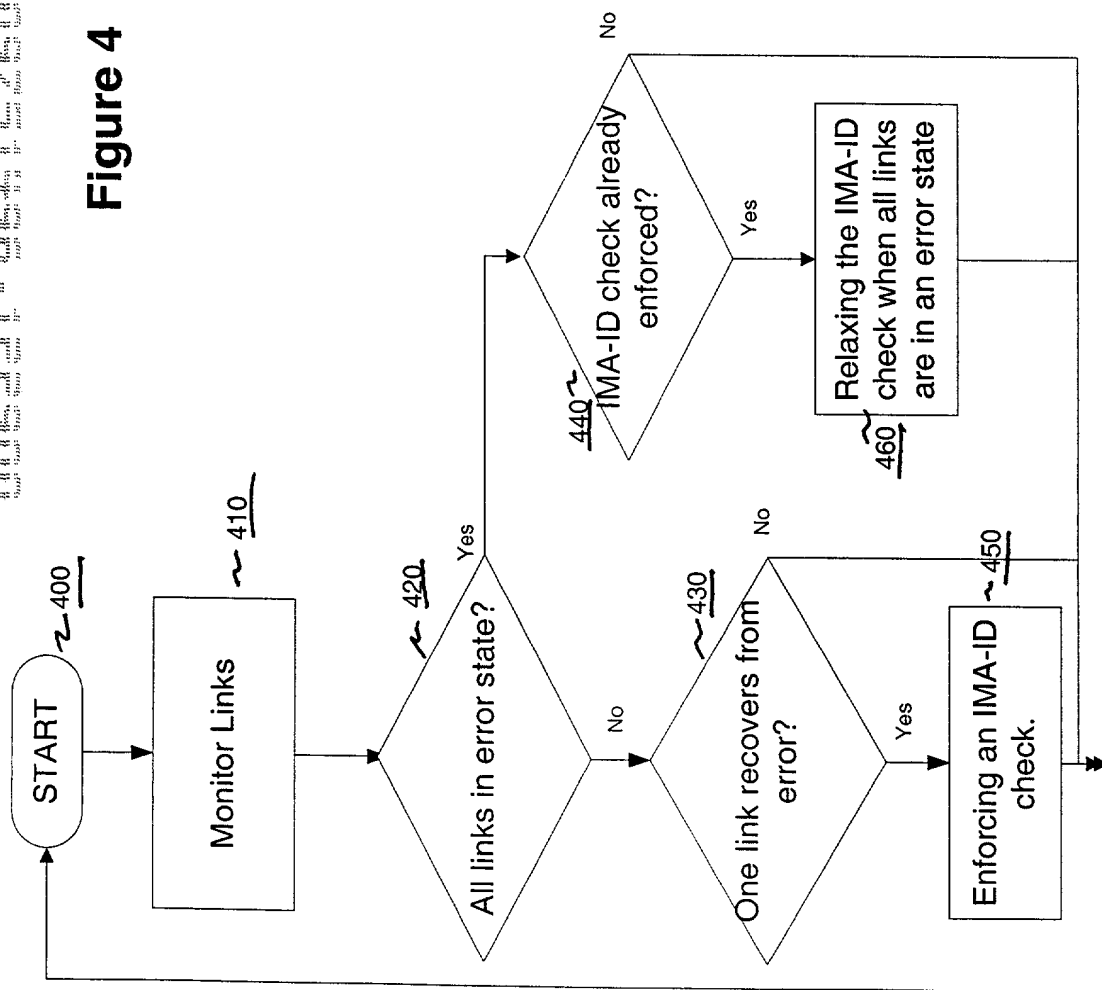 Figure 4
START
400
Monitor Links
410
All links in error state?
420
Yes
No
IMA-ID check already
enforced?
440
No
Yes
One link recovers from
error?
430
No
Yes
Relaxing the IMA-ID
check when all links
are in an error state
460
Enforcing an IMA-ID
check.
450